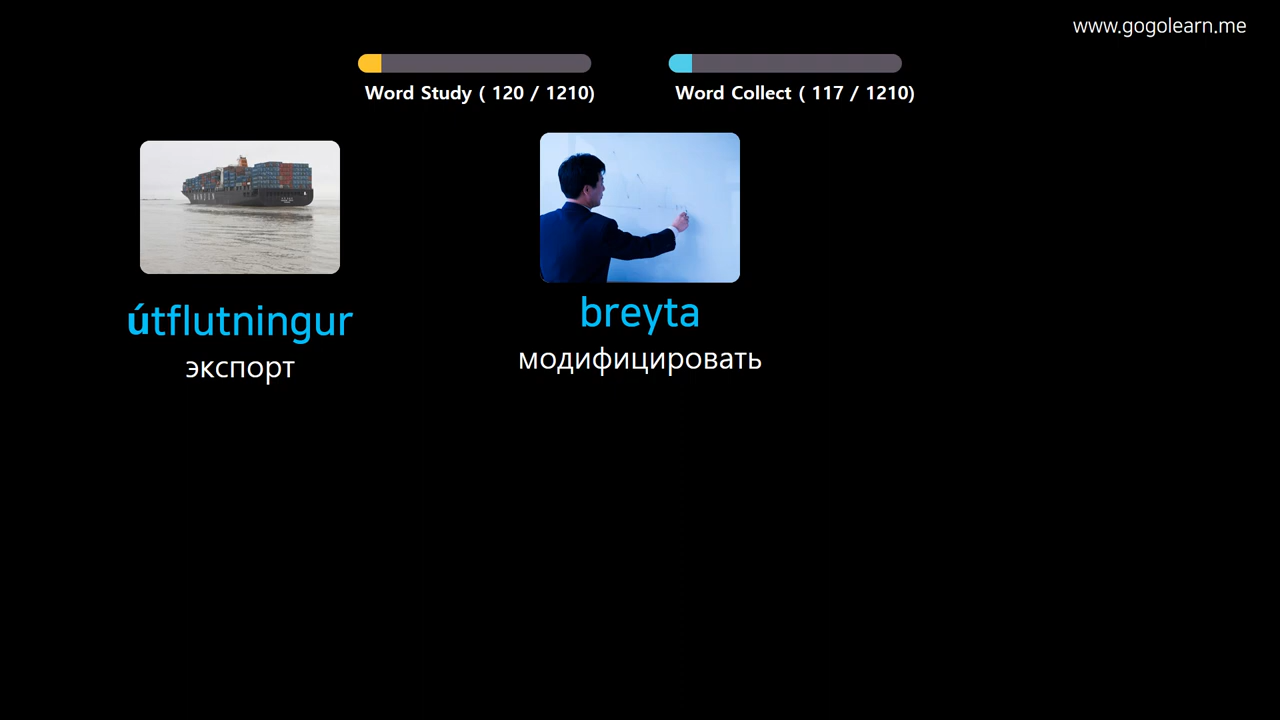 www.gogolearn.me
Word Study ( 120 / 1210)
Word Collect ( 117 / 1210)
útflutningur
экспорт
breyta
модифицировать